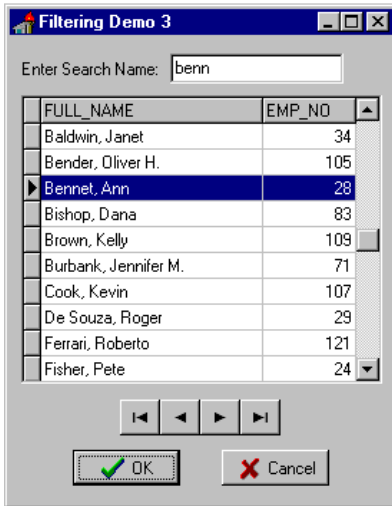 Filtering Demo 3
Enter Search Name: benn
FULL_NAME EMP_NO
Baldwin, Janet 34
Bender, Oliver H. 105
Bennet, Ann 28
Bishop, Dana 83
Brown, Kelly 109
Burbank, Jennifer M. 71
Cook, Kevin 107
De Souza, Roger 29
Ferrari, Roberto 121
Fisher, Pete 24
OK Cancel